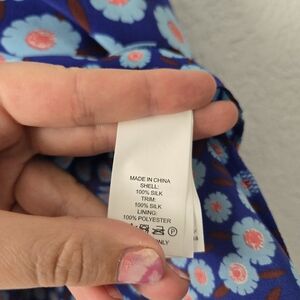 MADE IN CHINA
SHELL:
100% SILK
TRIM:
100% SILK
LINING:
100% POLYESTER
P
ONLY